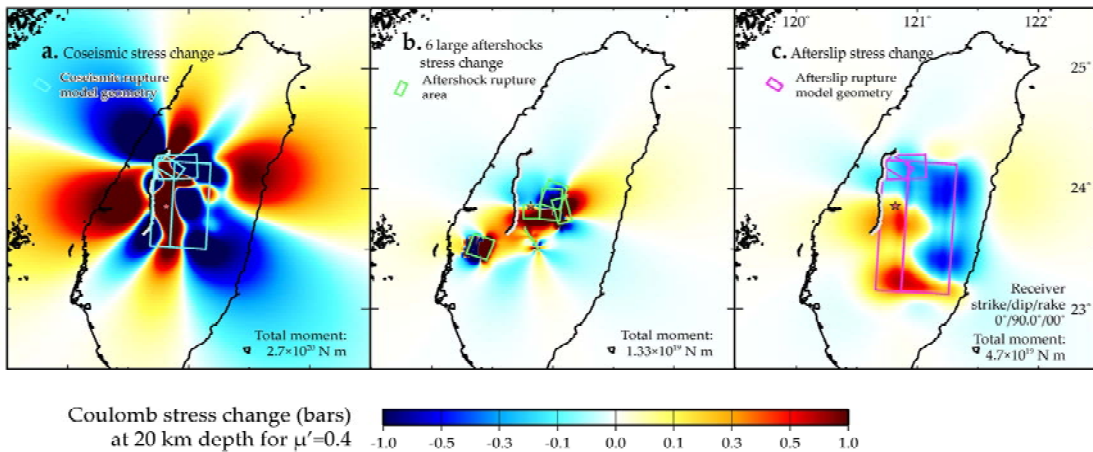 a. Coseismic stress change
Coseismic rupture
model geometry
Total moment:
2.7×10²⁰ N m
b. 6 large aftershocks
stress change
Aftershock rupture
area
Total moment:
1.33×10¹⁹ N m
120˚ 121˚ 122˚
c. Afterslip stress change
Afterslip rupture
model geometry
25˚
24˚
23˚
Receiver
strike/dip/rake
0˚/90.0˚/00˚
Total moment:
4.7×10¹⁹ N m
Coulomb stress change (bars)
at 20 km depth for μ′=0.4
-1.0 -0.5 -0.3 -0.1 0.0 0.1 0.3 0.5 1.0